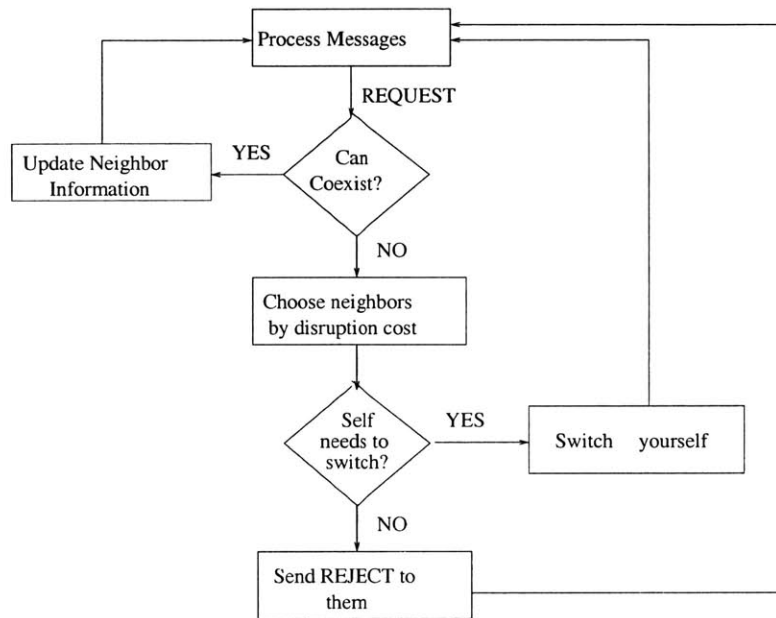 Process Messages
REQUEST
Can
Coexist?
YES
Update Neighbor
Information
NO
Choose neighbors
by disruption cost
Self
needs to
switch?
YES
Switch yourself
NO
Send REJECT to
them